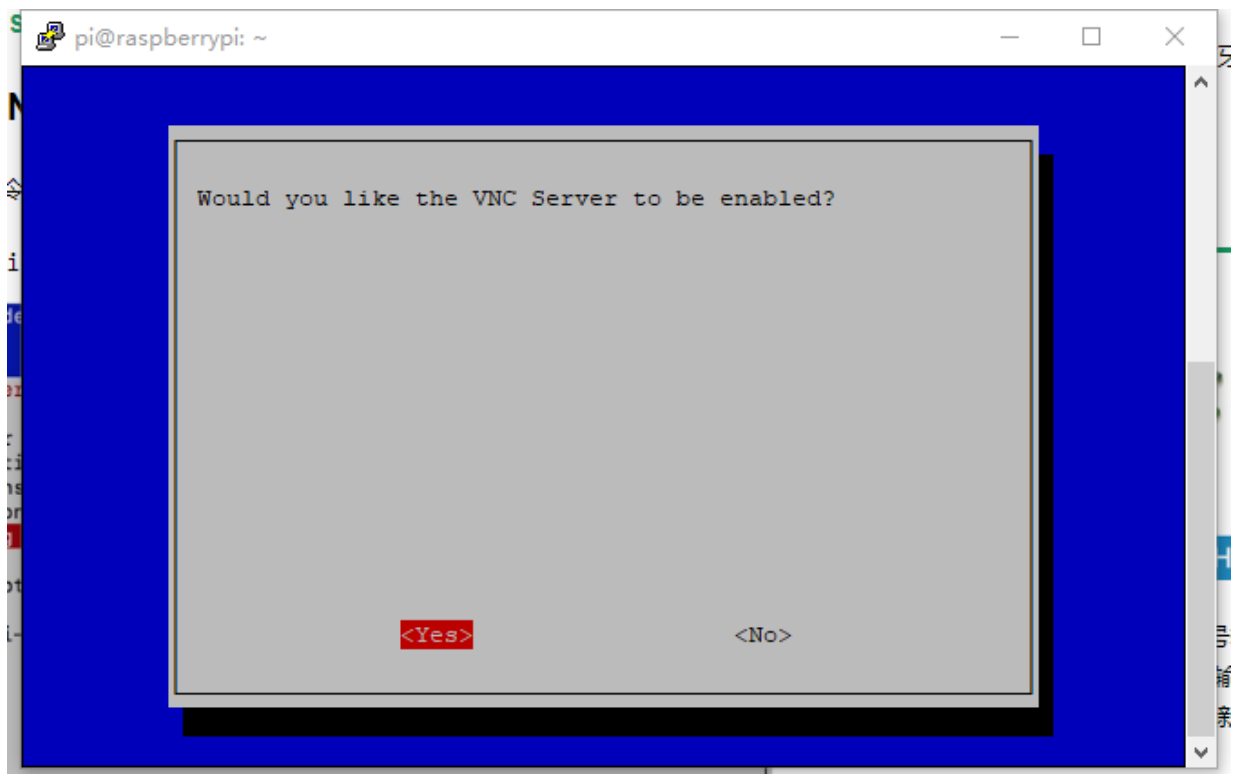 pi@raspberrypi: ~
Would you like the VNC Server to be enabled?
<Yes> <No>